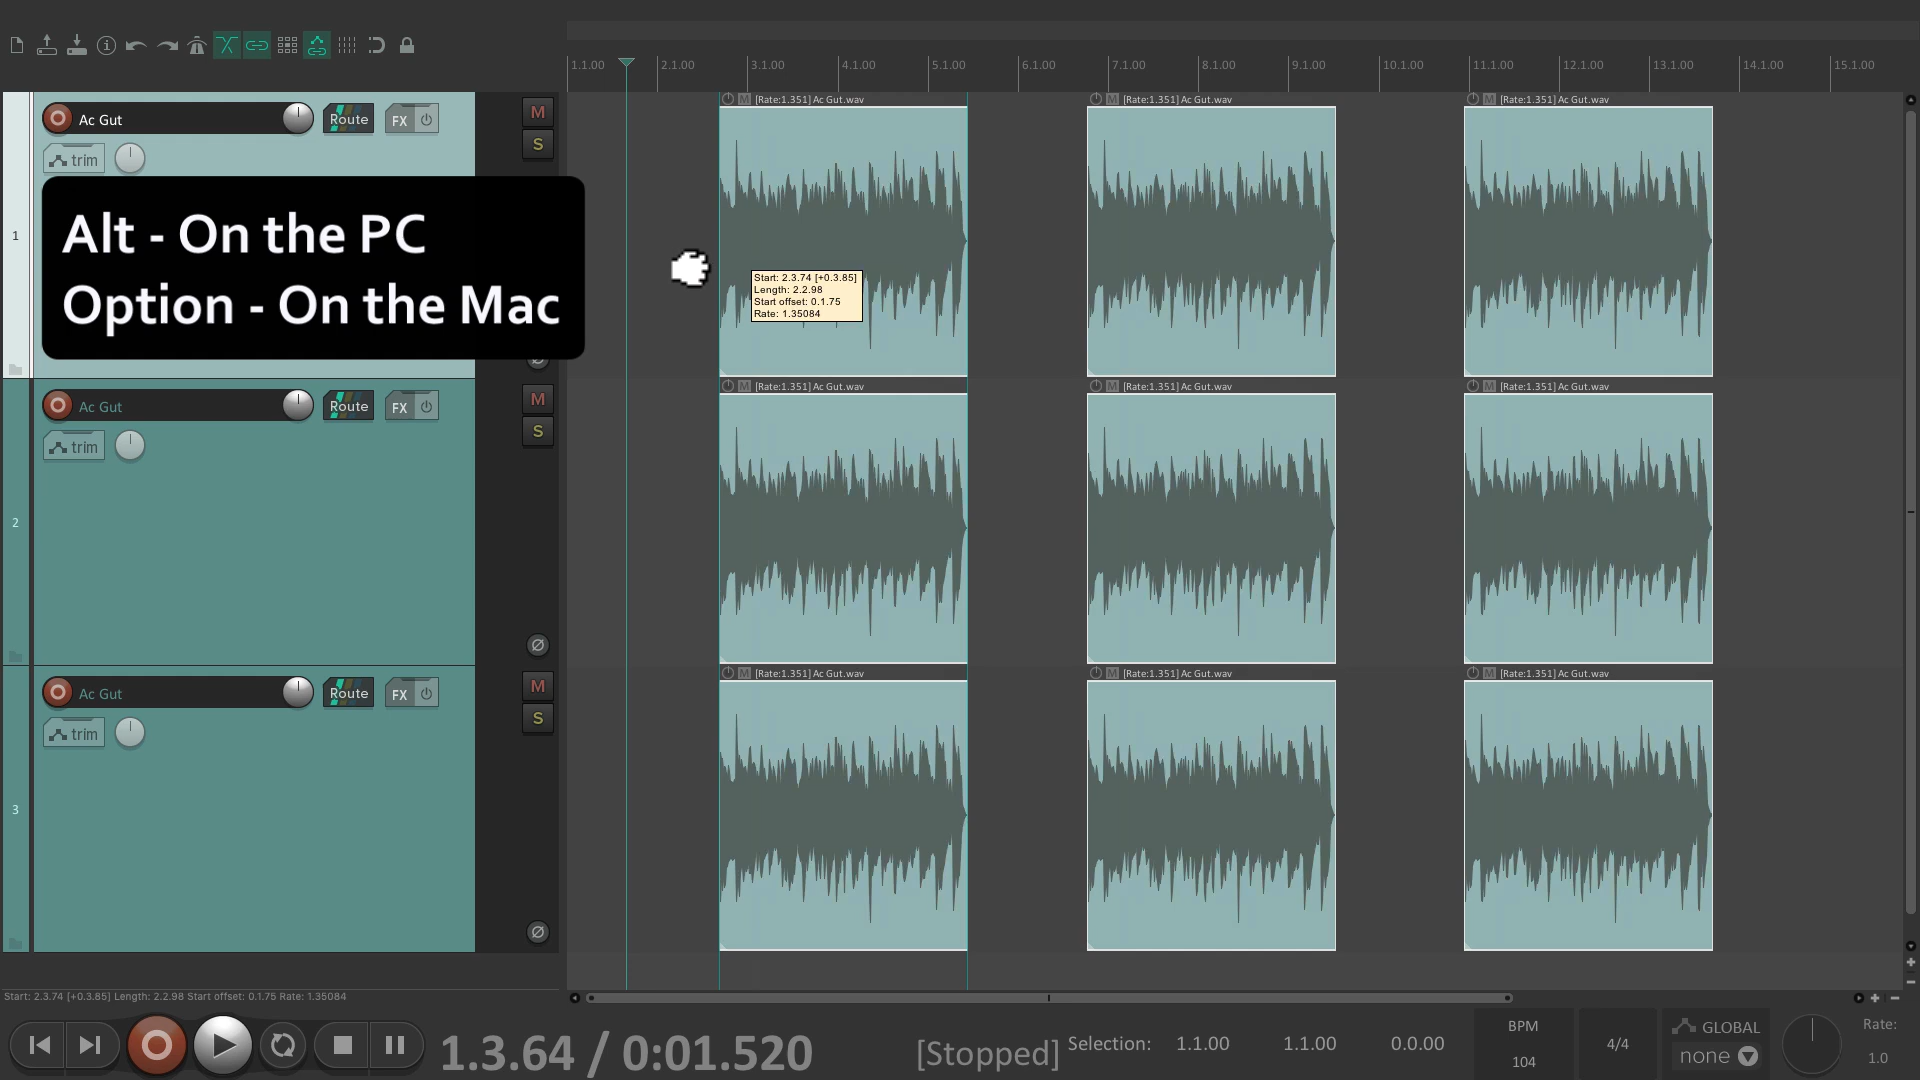 1.1.00 2.1.00 3.1.00 4.1.00 5.1.00 6.1.00 7.1.00 8.1.00 9.1.00 10.1.00 11.1.00 12.1.00 13.1.00 14.1.00 15.1.00
1
Ac Gut
Route
FX
M
S
trim
Alt - On the PC
Option - On the Mac
M [Rate:1.351] Ac Gut.wav
M [Rate:1.351] Ac Gut.wav
M [Rate:1.351] Ac Gut.wav
Start: 2.3.74 [+0.3.85]
Length: 2.2.98
Start offset: 0.1.75
Rate: 1.35084
2
Ac Gut
Route
FX
M
S
trim
M [Rate:1.351] Ac Gut.wav
M [Rate:1.351] Ac Gut.wav
M [Rate:1.351] Ac Gut.wav
3
Ac Gut
Route
FX
M
S
trim
M [Rate:1.351] Ac Gut.wav
M [Rate:1.351] Ac Gut.wav
M [Rate:1.351] Ac Gut.wav
Start: 2.3.74 [+0.3.85] Length: 2.2.98 Start offset: 0.1.75 Rate: 1.35084
1.3.64 / 0:01.520
[Stopped]
Selection: 1.1.00 1.1.00 0.0.00
BPM
104
4/4
GLOBAL
none
Rate:
1.0